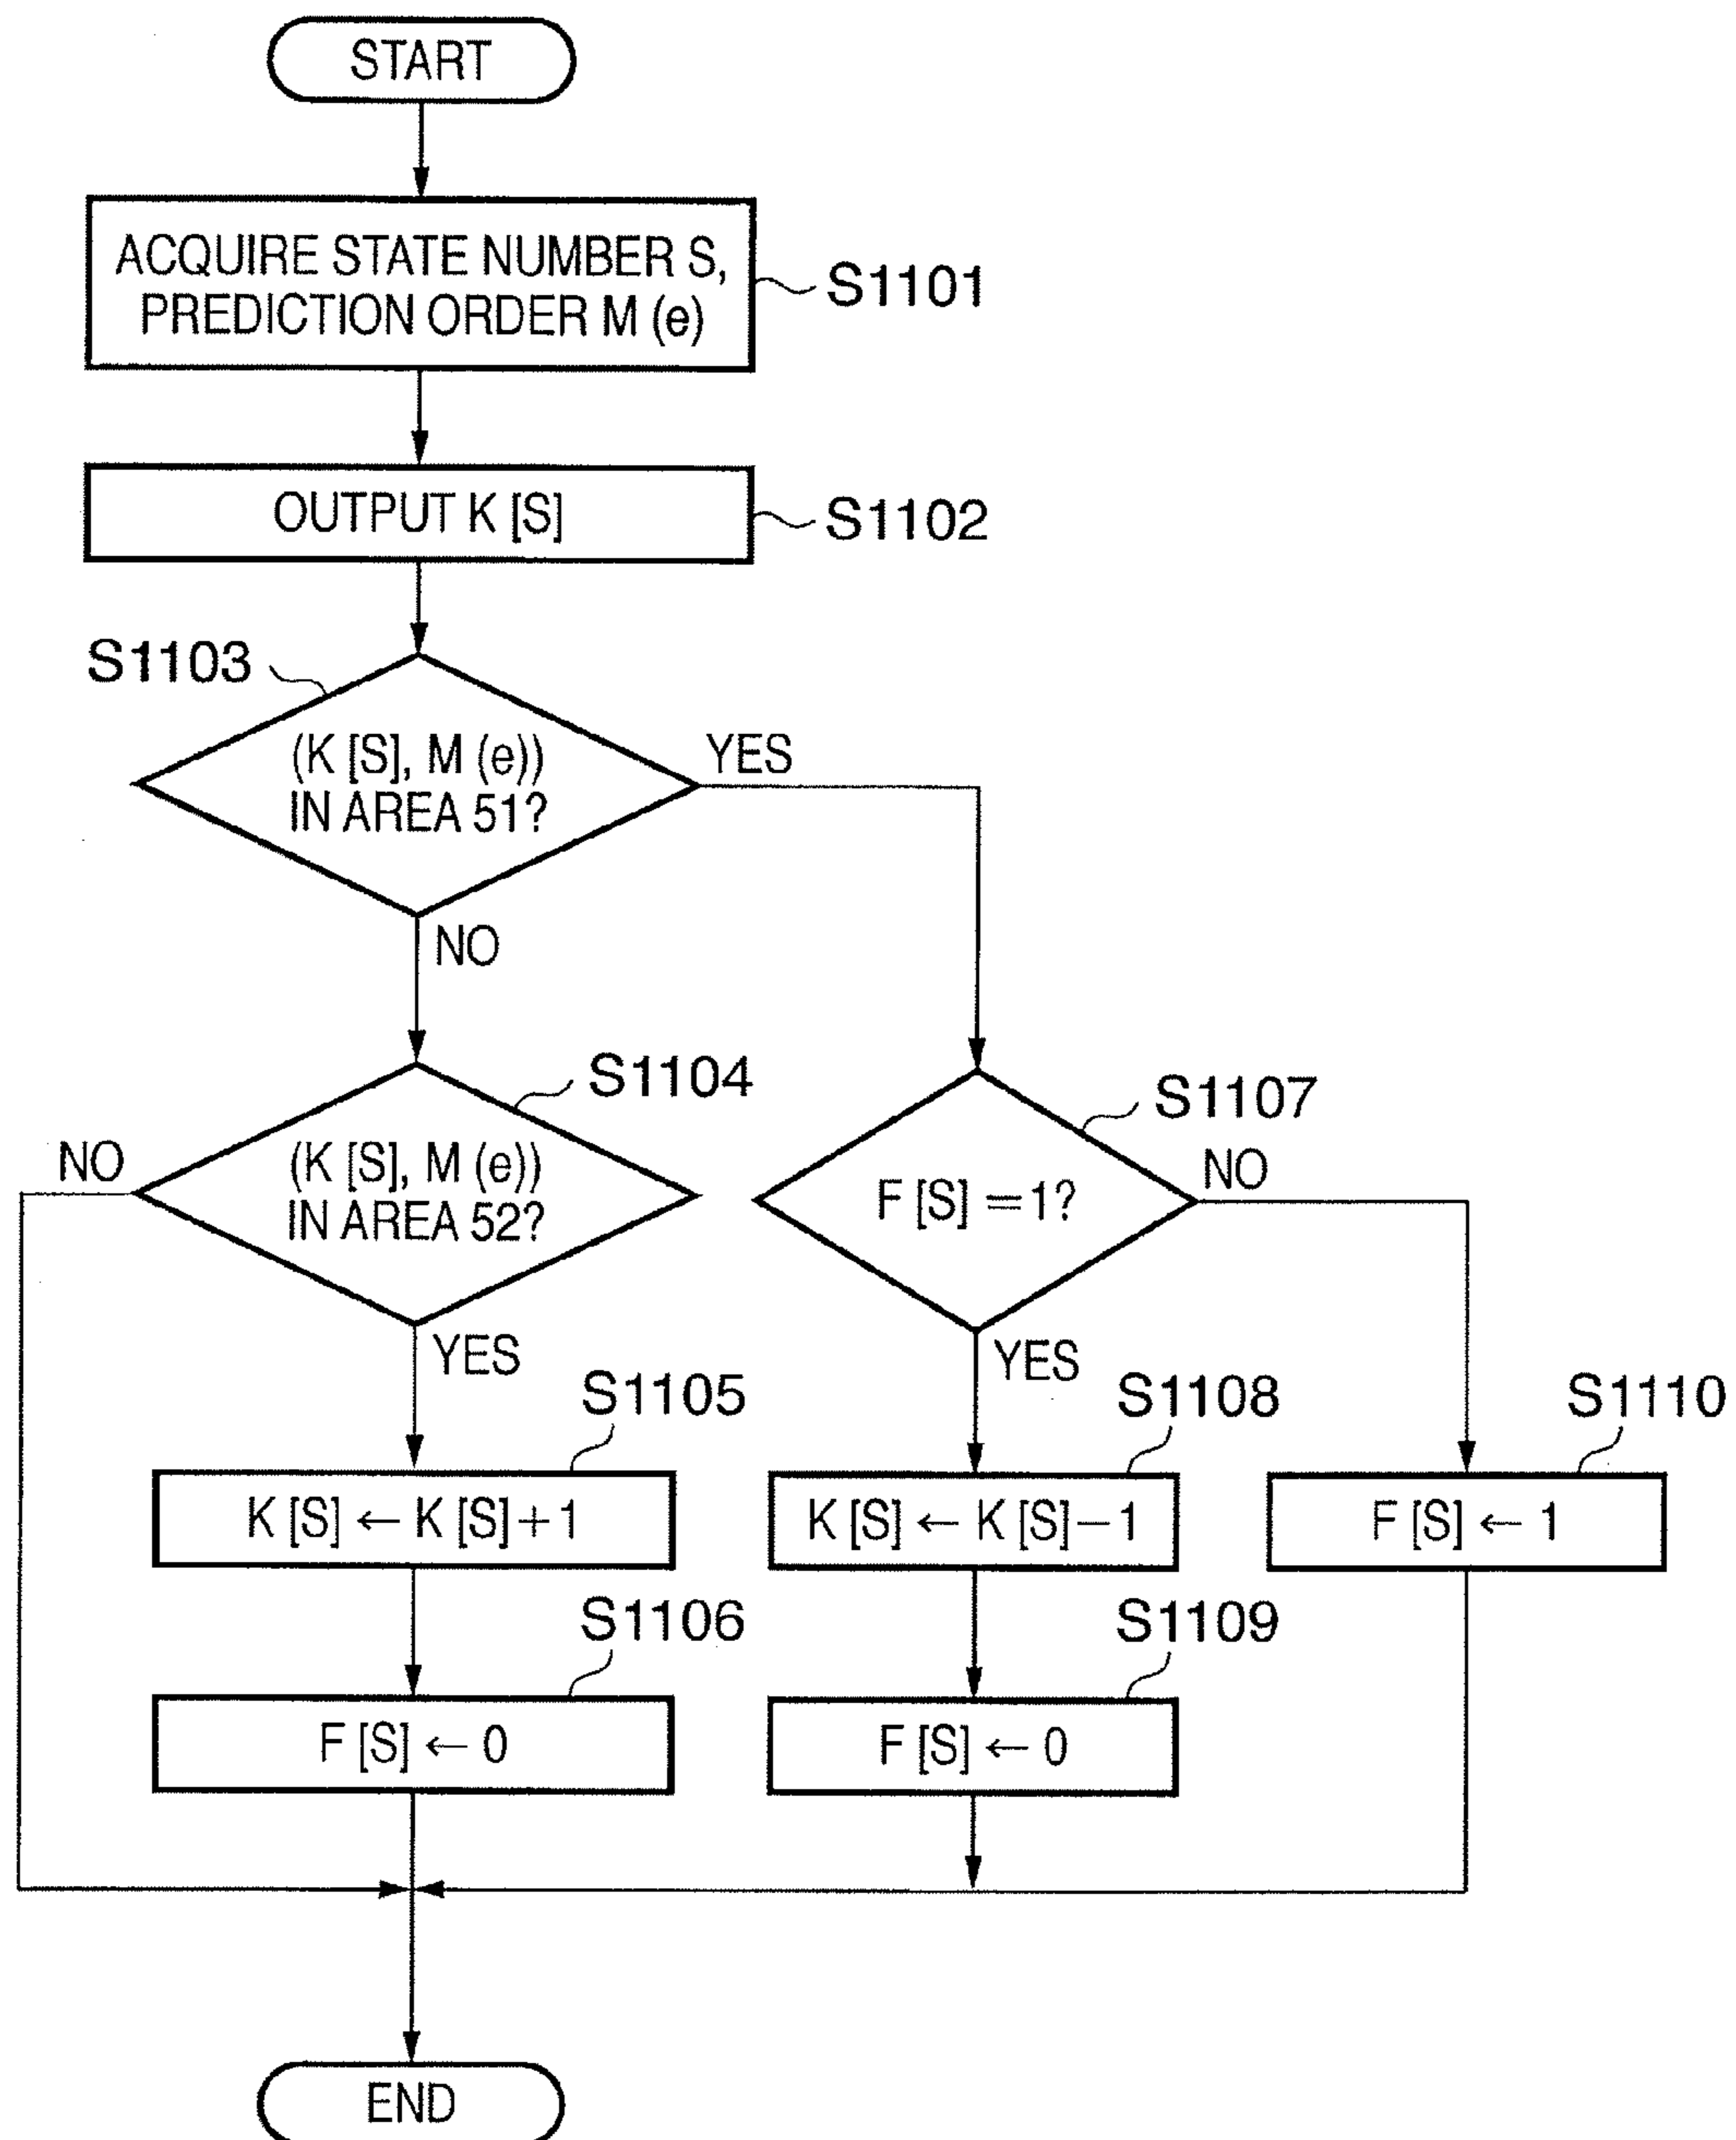 START
ACQUIRE STATE NUMBER S,
PREDICTION ORDER M (e)
S1101
OUTPUT K [S]
S1102
S1103
(K [S], M (e))
IN AREA 51?
YES
NO
S1104
(K [S], M (e))
IN AREA 52?
NO
YES
S1107
F [S] =1?
NO
YES
S1105
K [S] ← K [S]+1
S1108
K [S] ← K [S]−1
S1110
F [S] ← 1
S1106
F [S] ← 0
S1109
F [S] ← 0
END